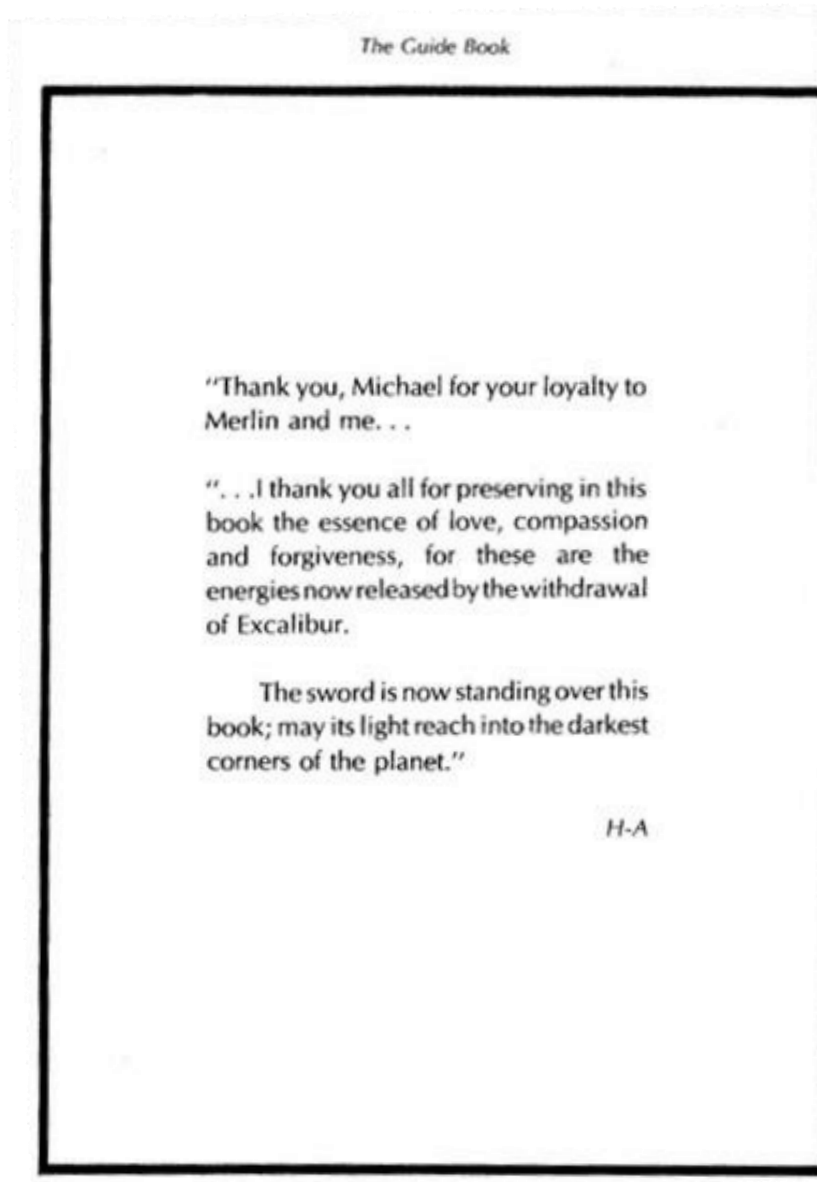 The Guide Book
"Thank you, Michael for your loyalty to
Merlin and me. . .
". . .I thank you all for preserving in this
book the essence of love, compassion
and forgiveness, for these are the
energies now released by the withdrawal
of Excalibur.
The sword is now standing over this
book; may its light reach into the darkest
corners of the planet."
H-A